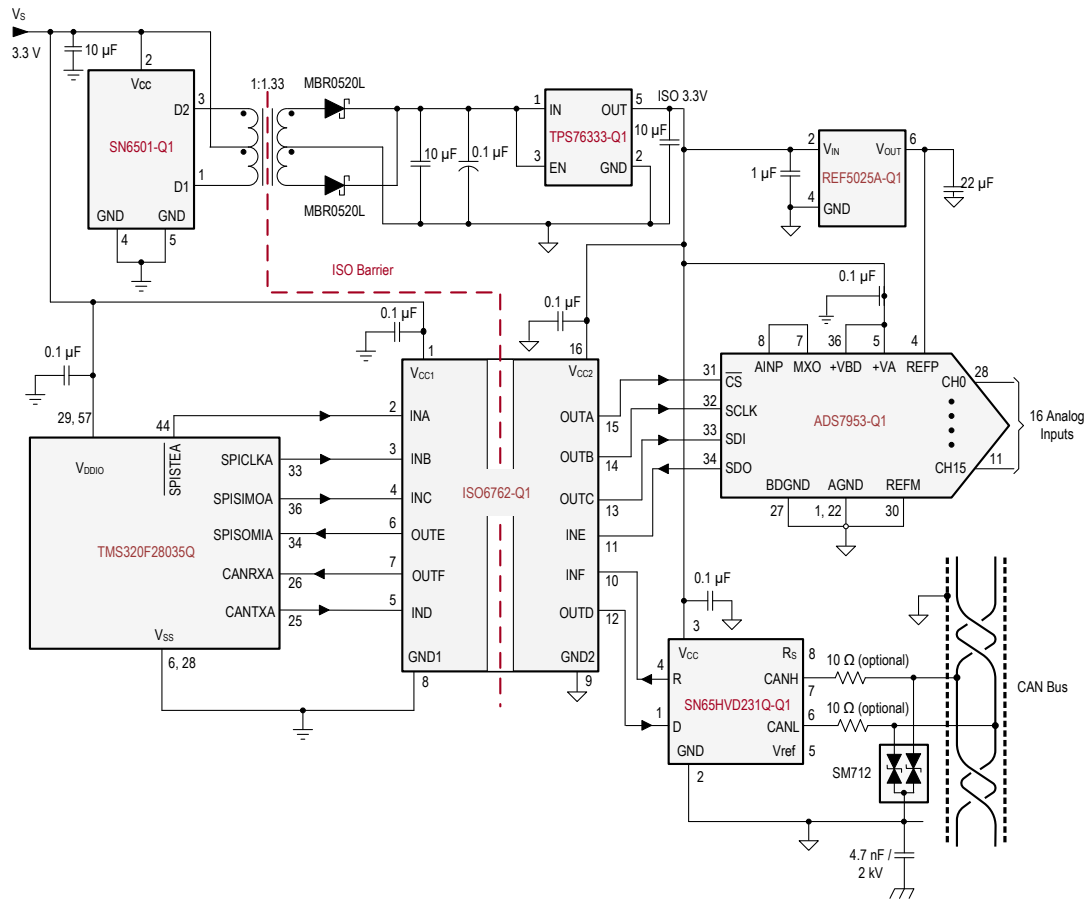 VS
3.3 V
10 µF
2
Vcc
SN6501-Q1
D2
3
D1
1
GND
GND
4
5
1:1.33
MBR0520L
MBR0520L
10 µF
0.1 µF
1
IN
OUT
5
TPS76333-Q1
3
EN
GND
2
ISO 3.3V
10 µF
2
VIN
VOUT
6
REF5025A-Q1
1 µF
4
GND
22 µF
ISO Barrier
0.1 µF
0.1 µF
0.1 µF
0.1 µF
29, 57
44
VDDIO
SPISTEA
SPICLKA
33
SPISIMOA
36
SPISOMIA
34
TMS320F28035Q
CANRXA
26
CANTXA
25
VSS
6, 28
1
VCC1
2
INA
3
INB
4
INC
6
OUTE
7
OUTF
5
IND
GND1
8
ISO6762-Q1
16
VCC2
OUTA
15
OUTB
14
OUTC
13
INE
11
INF
10
OUTD
12
GND2
9
8
7
36
5
4
AINP
MXO
+VBD
+VA
REFP
31
CS
32
SCLK
33
SDI
34
SDO
ADS7953-Q1
CH0
28
CH15
11
16 Analog
Inputs
BDGND
AGND
REFM
27
1, 22
30
0.1 µF
3
VCC
RS
8
4
R
CANH
7
SN65HVD231Q-Q1
1
D
CANL
6
GND
Vref
5
2
10 Ω (optional)
10 Ω (optional)
CAN Bus
SM712
4.7 nF /
2 kV